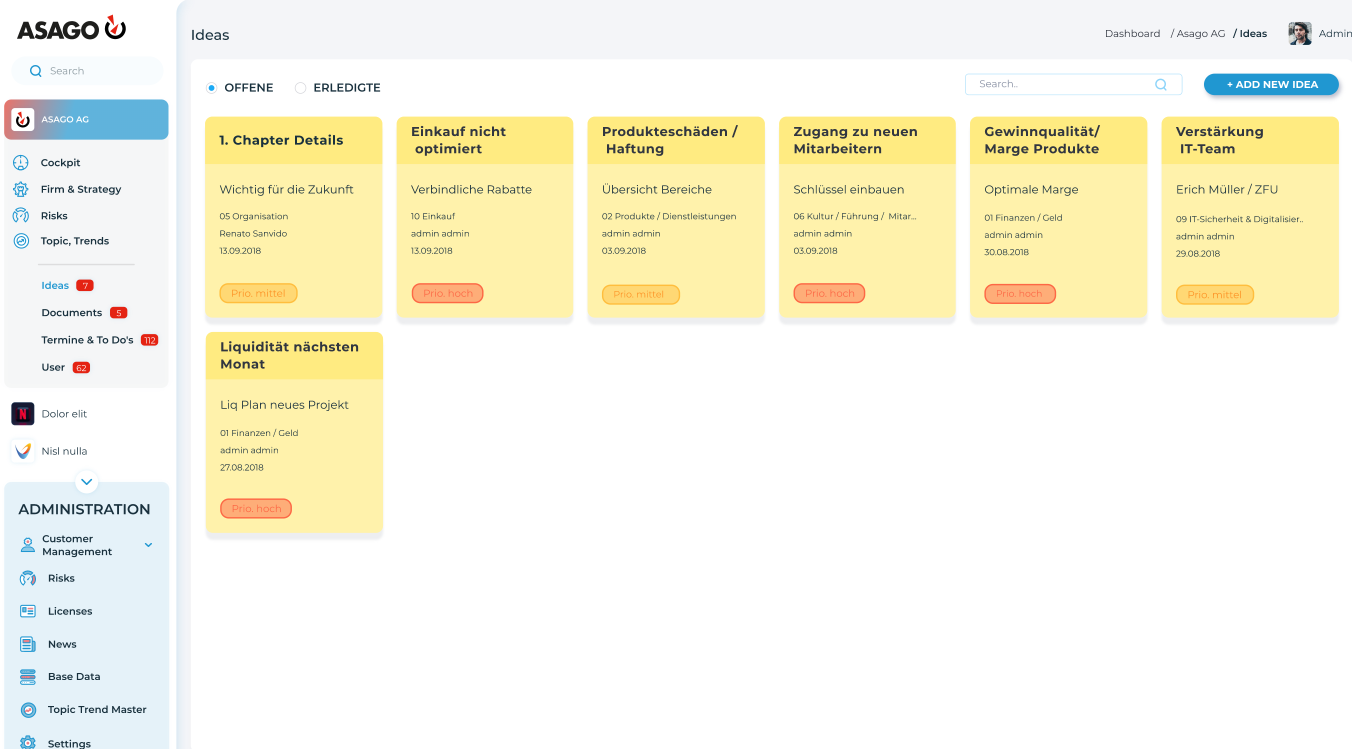 ASAGO
Search
ASAGO AG
Cockpit
Firm & Strategy
Risks
Topic, Trends
Ideas 7
Documents 5
Termine & To Do's 112
User 62
N Dolor elit
Nisl nulla
ADMINISTRATION
Customer
Management
Risks
Licenses
News
Base Data
Topic Trend Master
Settings
Ideas
Dashboard / Asago AG / Ideas
Admin
OFFENE ERLEDIGTE
Search..
+ ADD NEW IDEA
1. Chapter Details
Wichtig für die Zukunft
05 Organisation
Renato Sanvido
13.09.2018
Prio. mittel
Einkauf nicht
optimiert
Verbindliche Rabatte
10 Einkauf
admin admin
13.09.2018
Prio. hoch
Produkteschäden /
Haftung
Übersicht Bereiche
02 Produkte / Dienstleistungen
admin admin
03.09.2018
Prio. mittel
Zugang zu neuen
Mitarbeitern
Schlüssel einbauen
06 Kultur / Führung / Mitar...
admin admin
03.09.2018
Prio. hoch
Gewinnqualität/
Marge Produkte
Optimale Marge
01 Finanzen / Geld
admin admin
30.08.2018
Prio. hoch
Verstärkung
IT-Team
Erich Müller / ZFU
09 IT-Sicherheit & Digitalisier..
admin admin
29.08.2018
Prio. mittel
Liquidität nächsten
Monat
Liq Plan neues Projekt
01 Finanzen / Geld
admin admin
27.08.2018
Prio. hoch